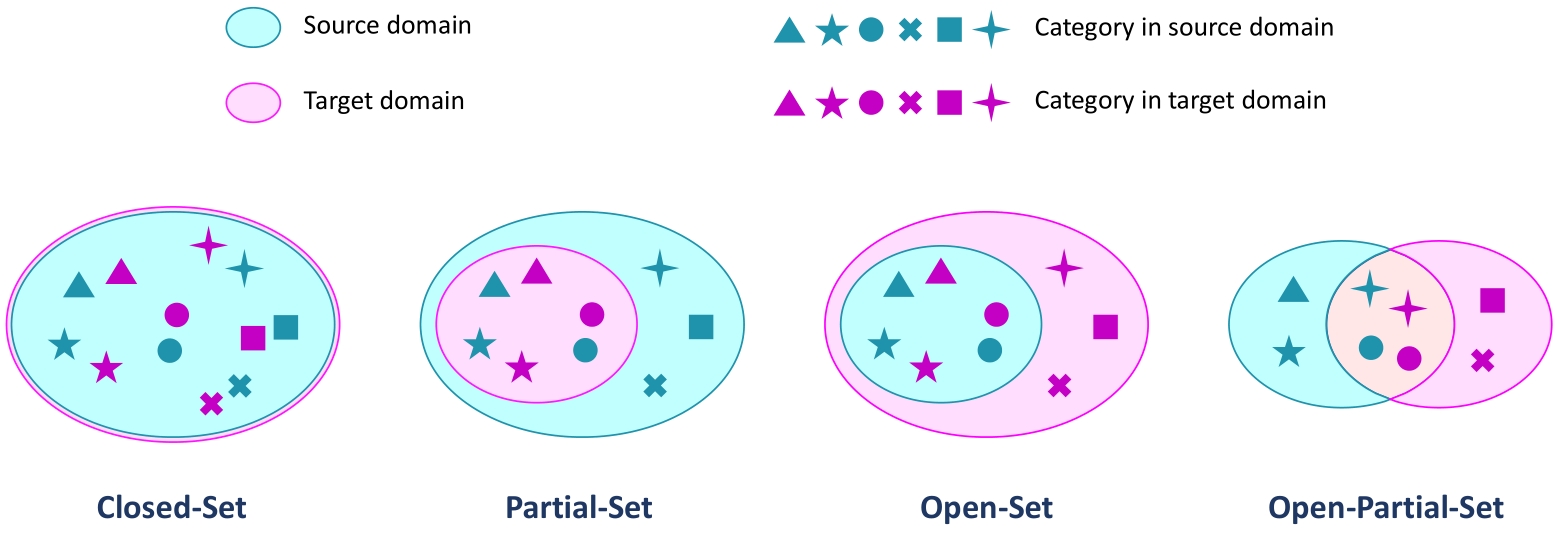 Source domain
Category in source domain
Target domain
Category in target domain
Closed-Set
Partial-Set
Open-Set
Open-Partial-Set